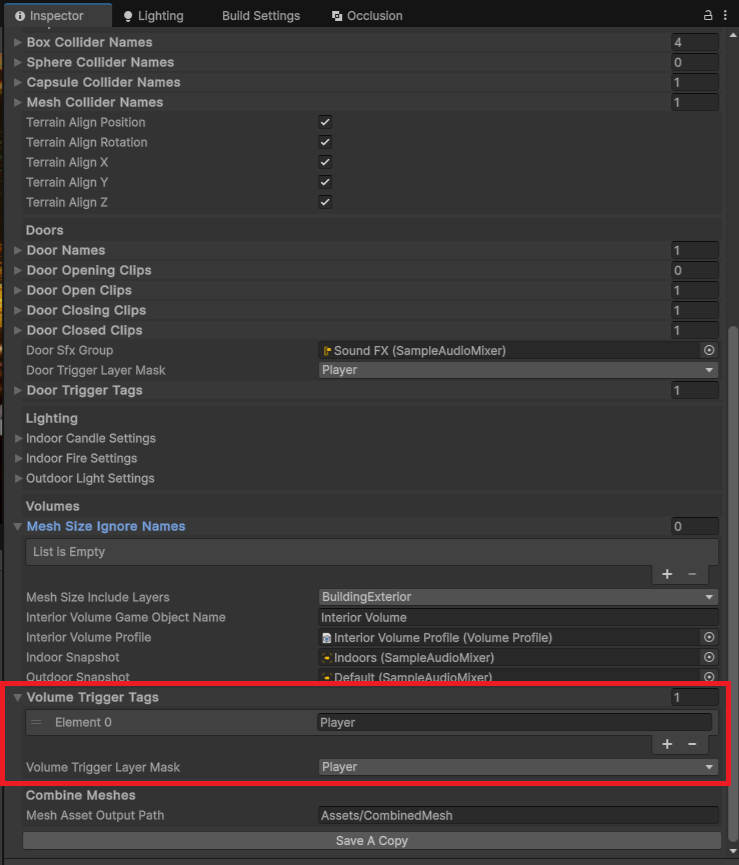 Inspector Lighting Build Settings Occlusion
Box Collider Names 4
Sphere Collider Names 0
Capsule Collider Names 1
Mesh Collider Names 1
Terrain Align Position
Terrain Align Rotation
Terrain Align X
Terrain Align Y
Terrain Align Z
Doors
Door Names 1
Door Opening Clips 0
Door Open Clips 1
Door Closing Clips 1
Door Closed Clips 1
Door Sfx Group Sound FX (SampleAudioMixer)
Door Trigger Layer Mask Player
Door Trigger Tags 1
Lighting
Indoor Candle Settings
Indoor Fire Settings
Outdoor Light Settings
Volumes
Mesh Size Ignore Names 0
List is Empty
+ −
Mesh Size Include Layers BuildingExterior
Interior Volume Game Object Name Interior Volume
Interior Volume Profile Interior Volume Profile (Volume Profile)
Indoor Snapshot Indoors (SampleAudioMixer)
Outdoor Snapshot Default (SampleAudioMixer)
Volume Trigger Tags 1
Element 0 Player
+ −
Volume Trigger Layer Mask Player
Combine Meshes
Mesh Asset Output Path Assets/CombinedMesh
Save A Copy